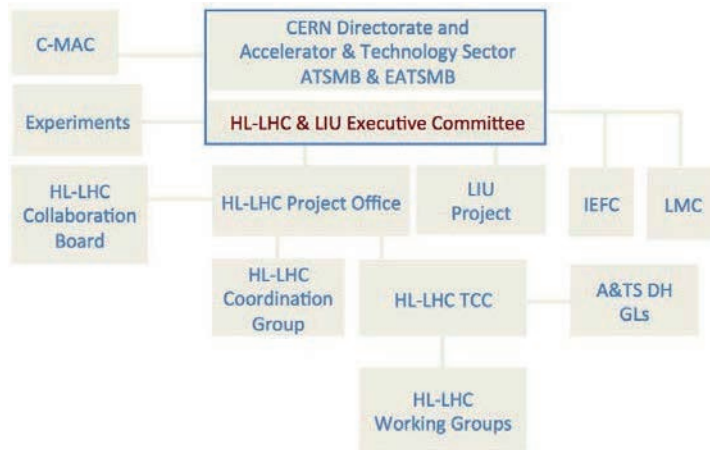 C-MAC
CERN Directorate and
Accelerator & Technology Sector
ATSMB & EATSMB
Experiments
HL-LHC & LIU Executive Committee
HL-LHC
Collaboration
Board
HL-LHC Project Office
LIU
Project
IEFC
LMC
HL-LHC
Coordination
Group
HL-LHC TCC
A&TS DH
GLs
HL-LHC
Working Groups